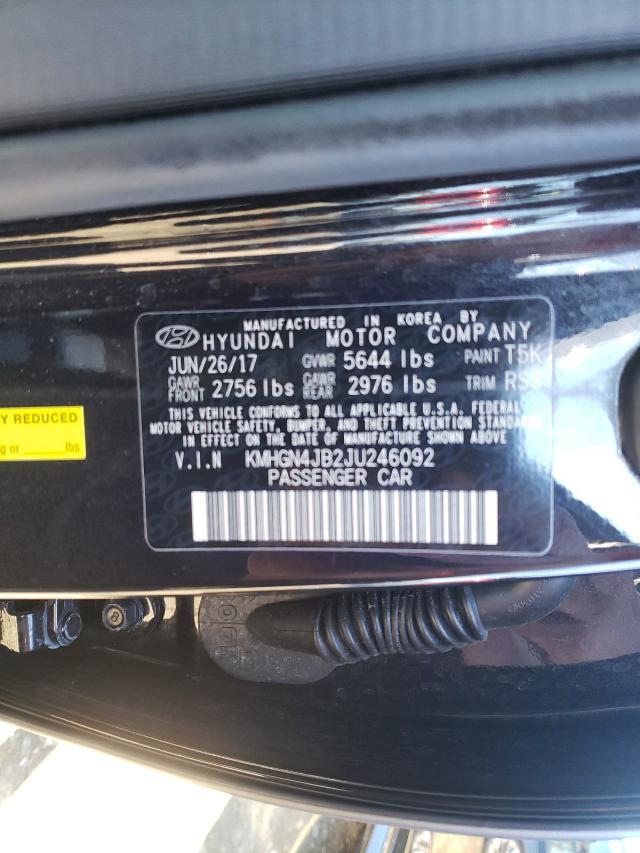 MANUFACTURED IN KOREA BY
HYUNDAI MOTOR COMPANY
JUN/26/17 GVWR 5644 lbs PAINT T5K
GAWR FRONT 2756 lbs GAWR REAR 2976 lbs TRIM RSS
THIS VEHICLE CONFORMS TO ALL APPLICABLE U.S.A. FEDERAL
MOTOR VEHICLE SAFETY, BUMPER, AND THEFT PREVENTION
STANDARDS IN EFFECT ON THE DATE OF MANUFACTURE SHOWN ABOVE.
V.I.N KMHGN4JB2JU246092
PASSENGER CAR
Y REDUCED
g or ____lbs